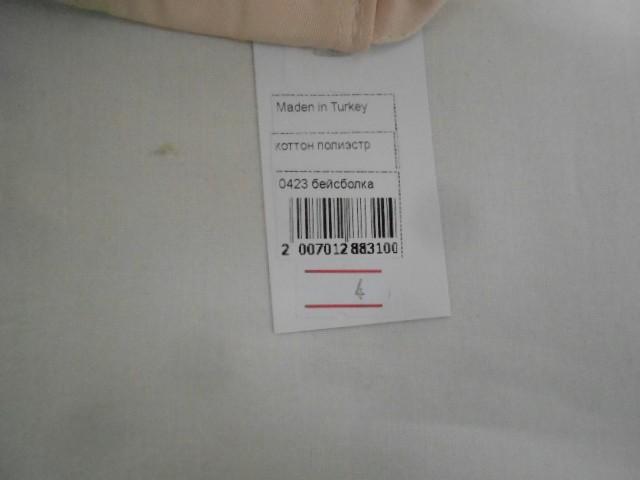 Maden in Turkey
коттон полиэстр
0423 бейсболка
2 007012 883100
4